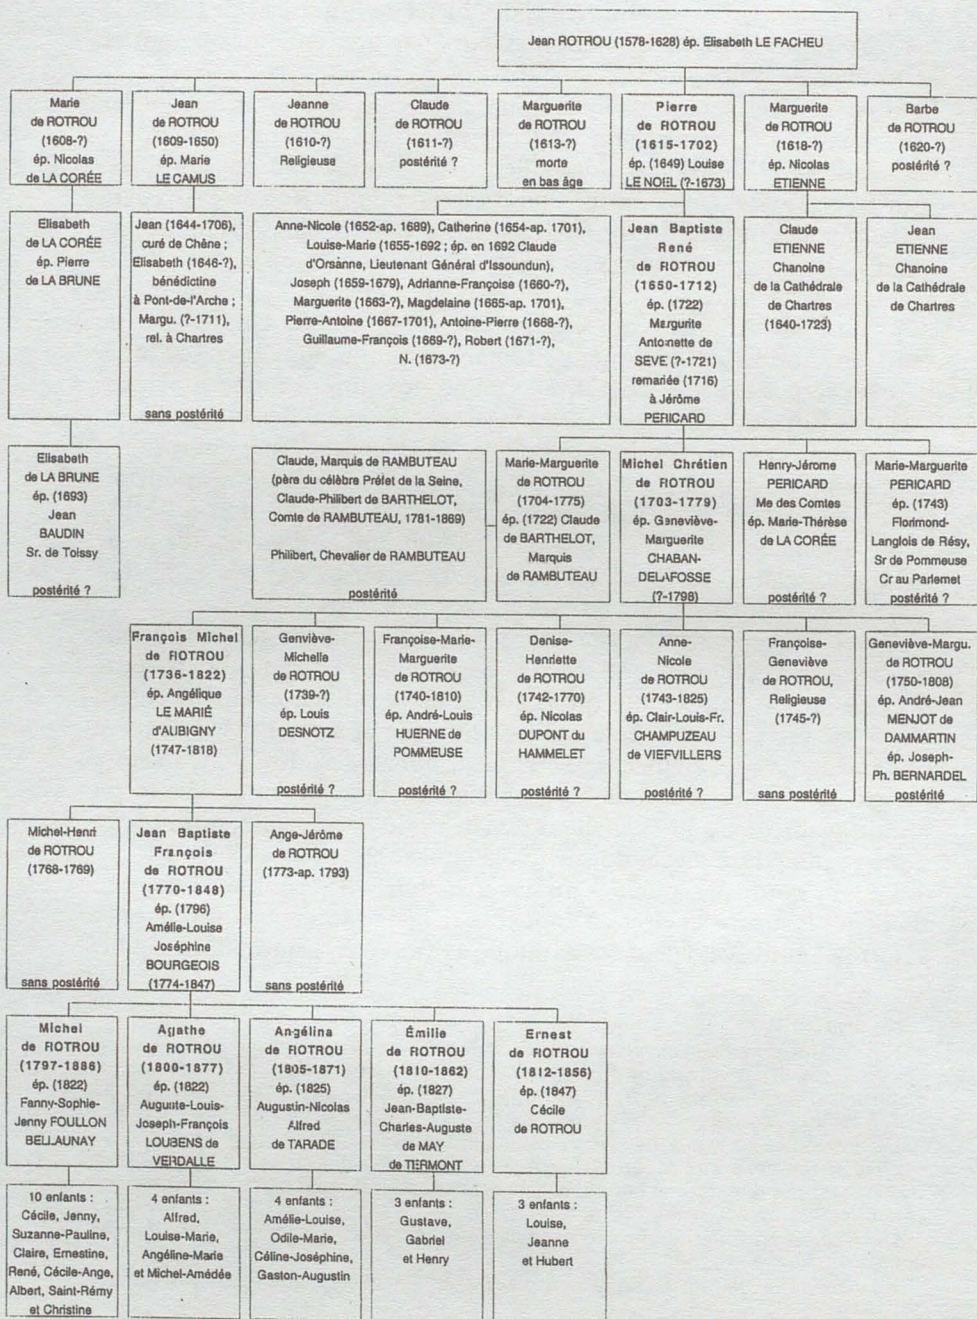 Jean ROTROU (1578-1628) ép. Elisabeth LE FACHEU
Marie
de ROTROU
(1608-?)
ép. Nicolas
de LA CORÉE
Jean
de ROTROU
(1609-1650)
ép. Marie
LE CAMUS
Jeanne
de ROTROU
(1610-?)
Religieuse
Claude
de ROTROU
(1611-?)
postérité ?
Marguerite
de ROTROU
(1613-?)
morte
en bas âge
Pierre
de ROTROU
(1615-1702)
ép. (1649) Louise
LE NOEL (?-1673)
Marguerite
de ROTROU
(1618-?)
ép. Nicolas
ETIENNE
Barbe
de ROTROU
(1620-?)
postérité ?
Elisabeth
de LA CORÉE
ép. Pierre
de LA BRUNE
Jean (1644-1706),
curé de Chêne ;
Elisabeth (1646-?),
bénédictine
à Pont-de-l'Arche ;
Margu. (?-1711),
rel. à Chartres
sans postérité
Anne-Nicole (1652-ap. 1689), Catherine (1654-ap. 1701),
Louise-Marie (1655-1692 ; ép. en 1692 Claude
d'Orsanne, Lieutenant Général d'Issoundun),
Joseph (1659-1679), Adrianne-Françoise (1660-?),
Marguerite (1663-?), Magdelaine (1665-ap. 1701),
Pierre-Antoine (1667-1701), Antoine-Pierre (1668-?),
Guillaume-François (1669-?), Robert (1671-?),
N. (1673-?)
Jean Baptiste
René
de ROTROU
(1650-1712)
ép. (1722)
Margurite
Antoinette de
SEVE (?-1721)
remariée (1716)
à Jérôme
PERICARD
Claude
ETIENNE
Chanoine
de la Cathédrale
de Chartres
(1640-1723)
Jean
ETIENNE
Chanoine
de la Cathédrale
de Chartres
Elisabeth
de LA BRUNE
ép. (1693)
Jean
BAUDIN
Sr. de Toissy
postérité ?
Claude, Marquis de RAMBUTEAU
(père du célèbre Préfet de la Seine,
Claude-Philibert de BARTHELOT,
Comte de RAMBUTEAU, 1781-1869)
Philibert, Chevalier de RAMBUTEAU
postérité
Marie-Marguerite
de ROTROU
(1704-1775)
ép. (1722) Claude
de BARTHELOT,
Marquis
de RAMBUTEAU
Michel Chrétien
de ROTROU
(1703-1779)
ép. Geneviève-
Marguerite
CHABAN-
DELAFOSSE
(?-1798)
Henry-Jérome
PERICARD
Me des Comtes
ép. Marie-Thérèse
de LA CORÉE
postérité ?
Marie-Marguerite
PERICARD
ép. (1743)
Florimond-
Langlois de Résy,
Sr de Pommeuse
Cr au Parlemet
postérité ?
François Michel
de ROTROU
(1736-1822)
ép. Angélique
LE MARIÉ
d'AUBIGNY
(1747-1818)
Genviève-
Michelle
de ROTROU
(1739-?)
ép. Louis
DESNOTZ
postérité ?
Françoise-Marie-
Marguerite
de ROTROU
(1740-1810)
ép. André-Louis
HUERNE de
POMMEUSE
postérité ?
Denise-
Henriette
de ROTROU
(1742-1770)
ép. Nicolas
DUPONT du
HAMMELET
postérité ?
Anne-
Nicole
de ROTROU
(1743-1825)
ép. Clair-Louis-Fr.
CHAMPUZEAU
de VIEFVILLERS
postérité ?
Françoise-
Geneviève
de ROTROU,
Religieuse
(1745-?)
sans postérité
Geneviève-Margu.
de ROTROU
(1750-1808)
ép. André-Jean
MENJOT de
DAMMARTIN
ép. Joseph-
Ph. BERNARDEL
postérité
Michel-Henri
de ROTROU
(1768-1769)
sans postérité
Jean Baptiste
François
de ROTROU
(1770-1848)
ép. (1796)
Amélie-Louise
Joséphine
BOURGEOIS
(1774-1847)
Ange-Jérôme
de ROTROU
(1773-ap. 1793)
sans postérité
Michel
de ROTROU
(1797-1886)
ép. (1822)
Fanny-Sophie-
Jenny FOULLON
BELLAUNAY
Agathe
de ROTROU
(1800-1877)
ép. (1822)
Auguste-Louis-
Joseph-François
LOUBENS de
VERDALLE
Angélina
de ROTROU
(1805-1871)
ép. (1825)
Augustin-Nicolas
Alfred
de TARADE
Émilie
de ROTROU
(1810-1862)
ép. (1827)
Jean-Baptiste-
Charles-Auguste
de MAY
de TERMONT
Ernest
de ROTROU
(1812-1856)
ép. (1847)
Cécile
de ROTROU
10 enfants :
Cécile, Jenny,
Suzanne-Pauline,
Claire, Ernestine,
René, Cécile-Ange,
Albert, Saint-Rémy
et Christine
4 enfants :
Alfred,
Louise-Marie,
Angéline-Marie
et Michel-Amédée
4 enfants :
Amélie-Louise,
Odile-Marie,
Céline-Joséphine,
Gaston-Augustin
3 enfants :
Gustave,
Gabriel
et Henry
3 enfants :
Louise,
Jeanne
et Hubert